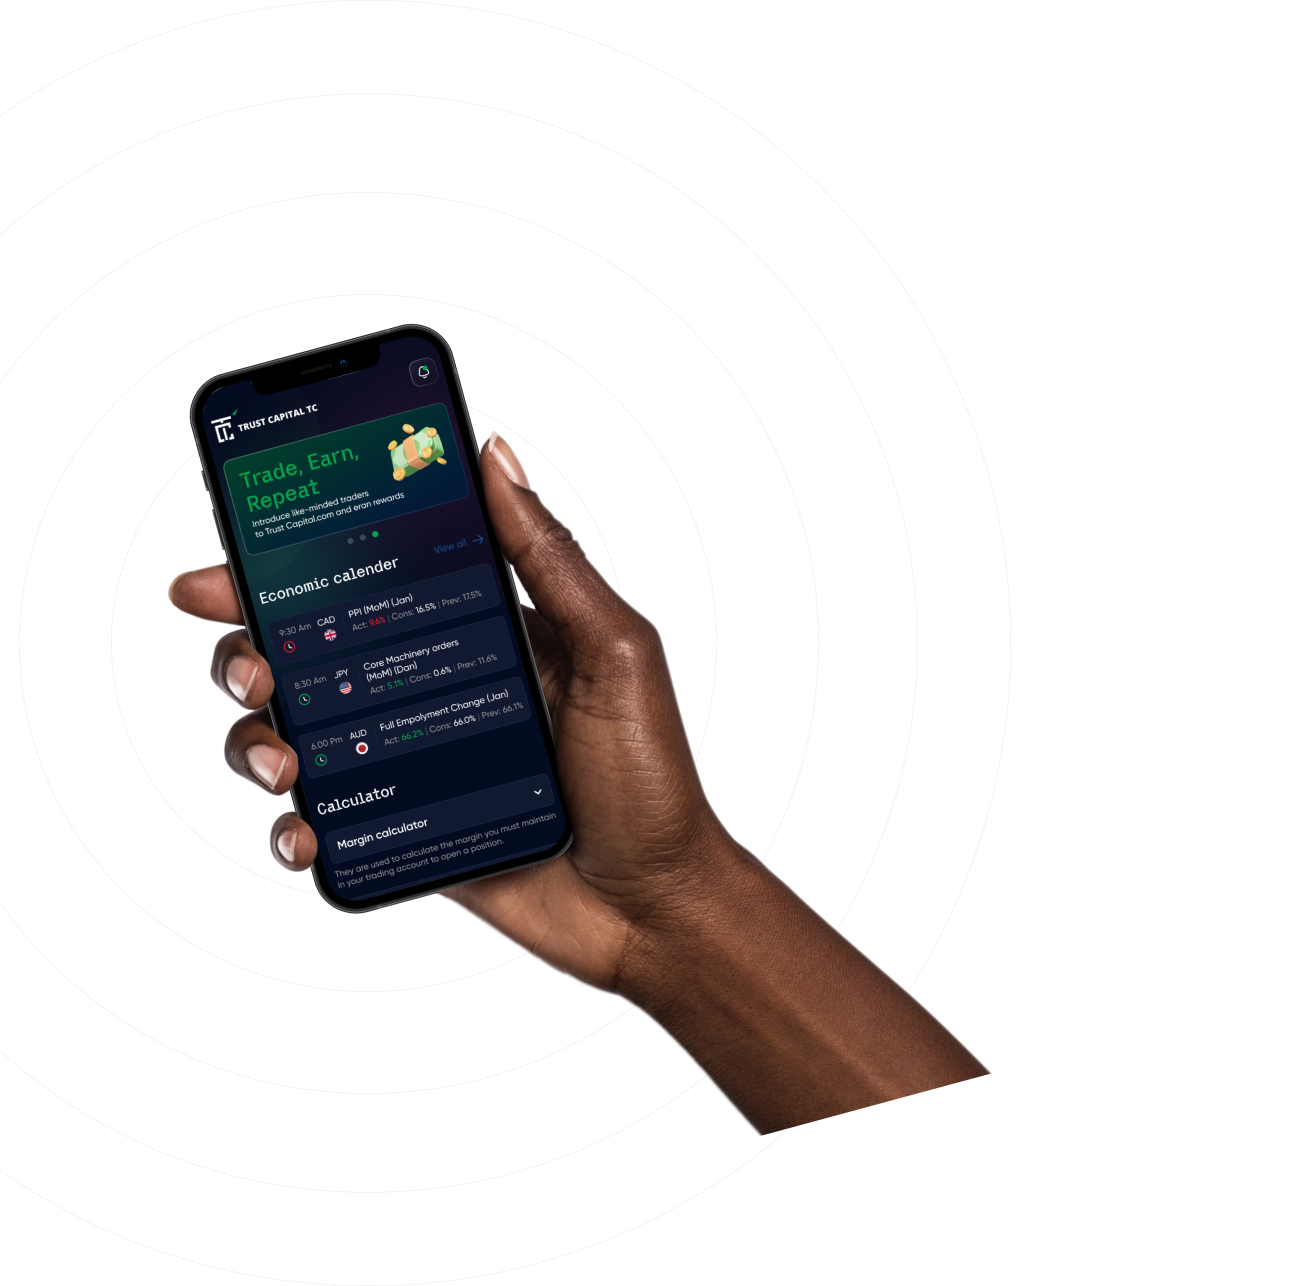 TRUST CAPITAL TC
Trade, Earn,
Repeat
Introduce like-minded traders
to Trust Capital.com and eran rewards
View all
Economic calender
9:30 Am
CAD
PPI (MoM) (Jan)
Act: 9.6% | Cons: 16.5% | Prev: 17.5%
8:30 Am
JPY
Core Machinery orders
(MoM) (Dan)
Act: 5.1% | Cons: 0.6% | Prev: 11.6%
6.00 Pm
AUD
Full Empolyment Change (Jan)
Act: 66.2% | Cons: 66.0% | Prev: 66.1%
Calculator
Margin calculator
They are used to calculate the margin you must maintain
in your trading account to open a position.